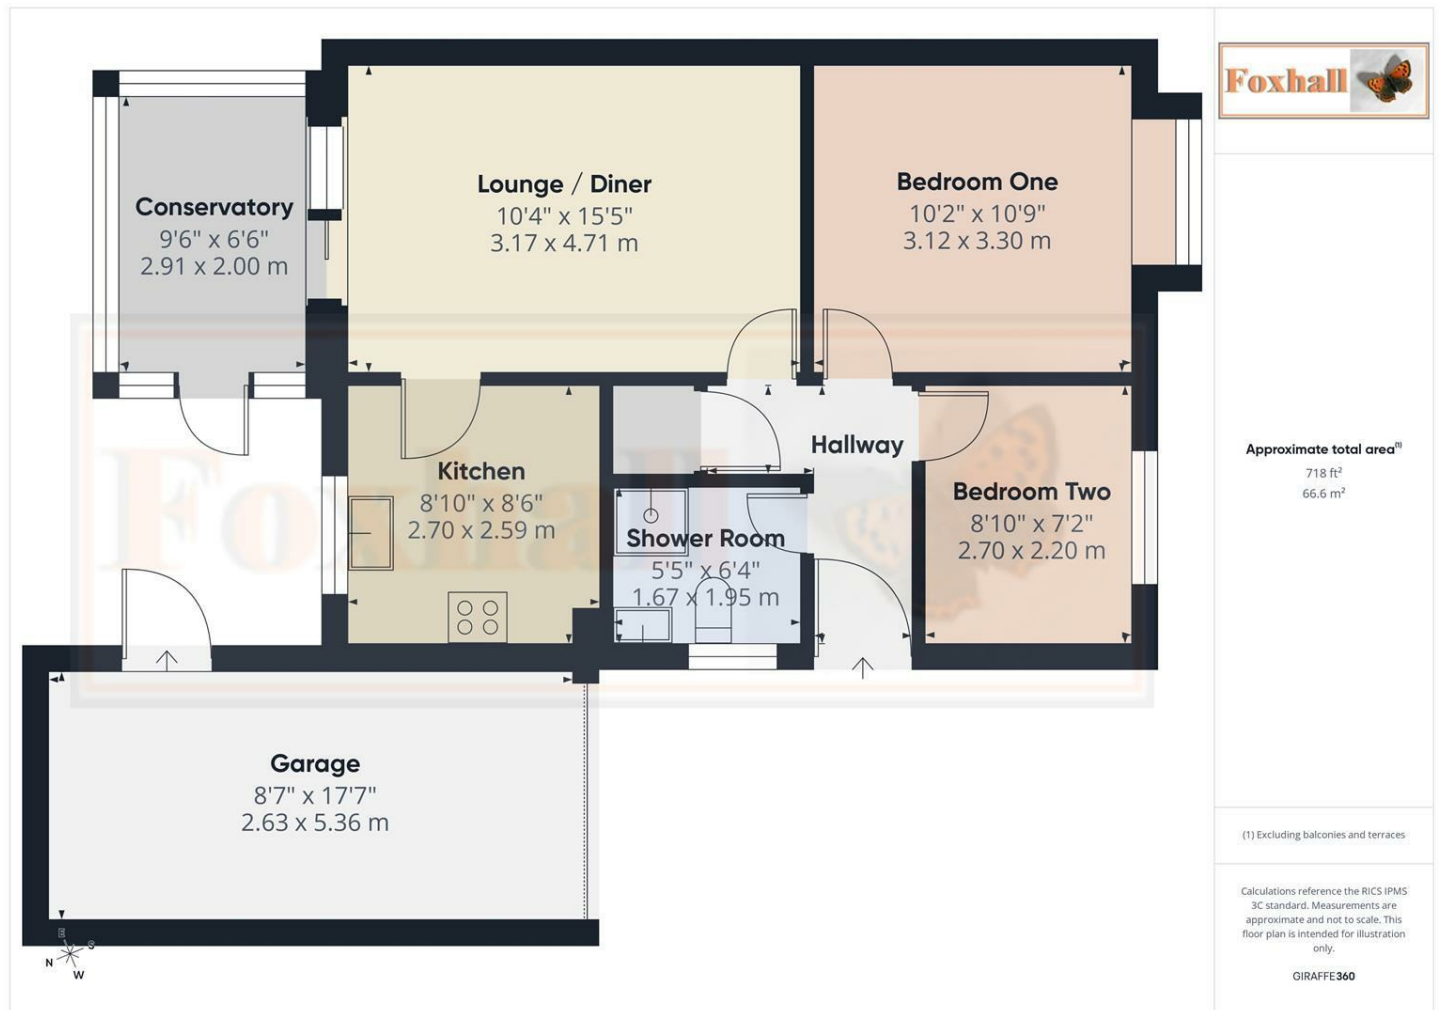 Conservatory
9'6" x 6'6"
2.91 x 2.00 m
Lounge / Diner
10'4" x 15'5"
3.17 x 4.71 m
Bedroom One
10'2" x 10'9"
3.12 x 3.30 m
Kitchen
8'10" x 8'6"
2.70 x 2.59 m
Hallway
Shower Room
5'5" x 6'4"
1.67 x 1.95 m
Bedroom Two
8'10" x 7'2"
2.70 x 2.20 m
Garage
8'7" x 17'7"
2.63 x 5.36 m
Foxhall
N
E
S
W
Foxhall
Approximate total area(1)
718 ft²
66.6 m²
(1) Excluding balconies and terraces
Calculations reference the RICS IPMS
3C standard. Measurements are
approximate and not to scale. This
floor plan is intended for illustration
only.
GIRAFFE360